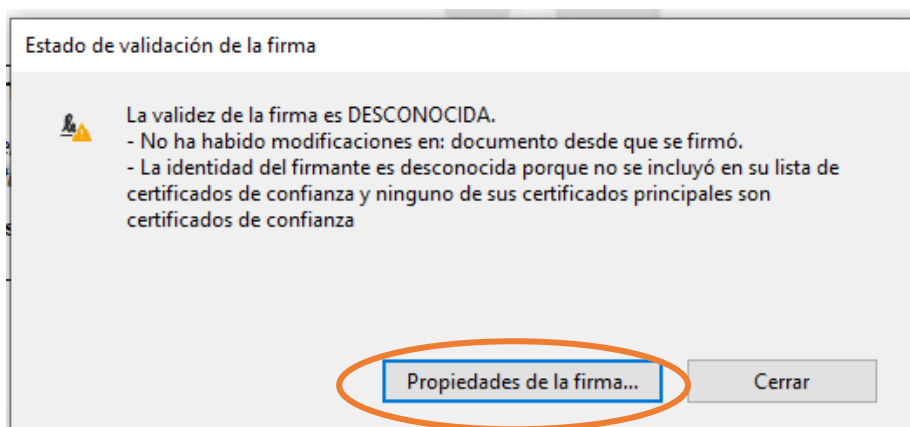 Estado de validación de la firma
La validez de la firma es DESCONOCIDA.
- No ha habido modificaciones en: documento desde que se firmó.
- La identidad del firmante es desconocida porque no se incluyó en su lista de
certificados de confianza y ninguno de sus certificados principales son
certificados de confianza
Propiedades de la firma... Cerrar